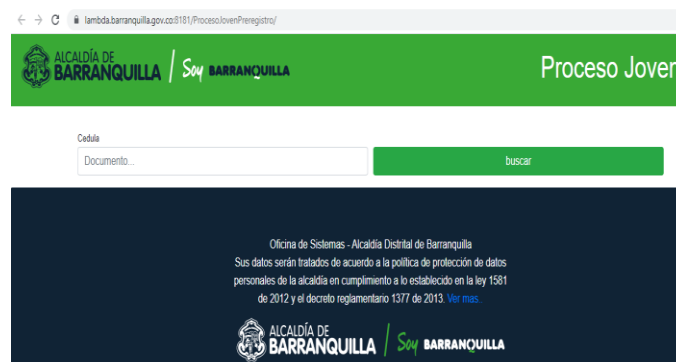 lambda.barranquilla.gov.co:8181/ProcesoJovenPreregistro/
ALCALDÍA DE
BARRANQUILLA
Soy BARRANQUILLA
Proceso Joven
Cedula
Documento...
buscar
Oficina de Sistemas - Alcaldía Distrital de Barranquilla
Sus datos serán tratados de acuerdo a la política de protección de datos
personales de la alcaldía en cumplimiento a lo establecido en la ley 1581
de 2012 y el decreto reglamentario 1377 de 2013. Ver mas.
ALCALDÍA DE
BARRANQUILLA
Soy BARRANQUILLA